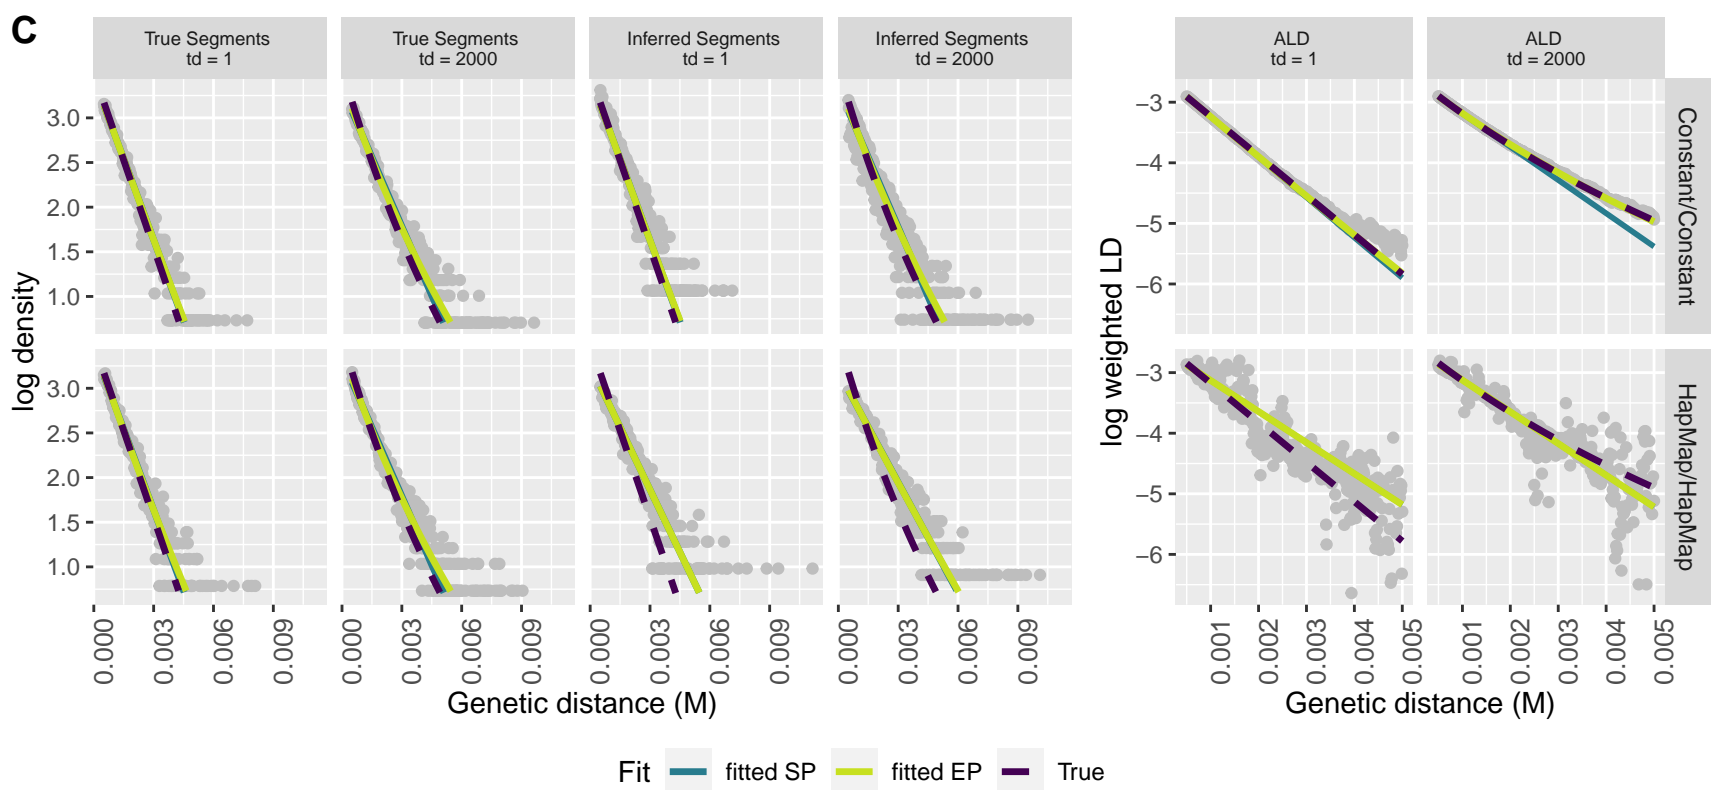 C
True Segments
td = 1
True Segments
td = 2000
Inferred Segments
td = 1
Inferred Segments
td = 2000
ALD
td = 1
ALD
td = 2000
log density
3.0
2.5
2.0
1.5
1.0
3.0
2.5
2.0
1.5
1.0
0.000
0.003
0.006
0.009
0.000
0.003
0.006
0.009
0.000
0.003
0.006
0.009
0.000
0.003
0.006
0.009
Genetic distance (M)
log weighted LD
−3
−4
−5
−6
−3
−4
−5
−6
Constant/Constant
HapMap/HapMap
0.001
0.002
0.003
0.004
0.005
0.001
0.002
0.003
0.004
0.005
Genetic distance (M)
Fit
fitted SP
fitted EP
True